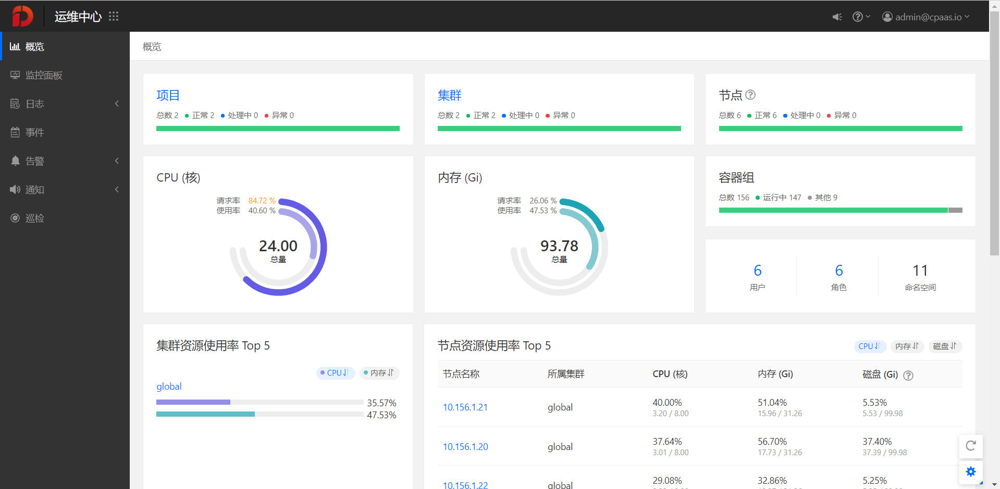 运维中心
admin@cpaas.io
概览
监控面板
日志
事件
告警
通知
巡检
概览
项目
总数 2 正常 2 处理中 0 异常 0
集群
总数 2 正常 2 处理中 0 异常 0
节点
总数 6 正常 6 处理中 0 异常 0
CPU (核)
请求率 84.72 %
使用率 40.60 %
24.00
总量
内存 (Gi)
请求率 26.06 %
使用率 47.53 %
93.78
总量
容器组
总数 156 运行中 147 其他 9
6
用户
6
角色
11
命名空间
集群资源使用率 Top 5
CPU 内存
global
35.57%
47.53%
节点资源使用率 Top 5
CPU 内存 磁盘
节点名称 所属集群 CPU (核) 内存 (Gi) 磁盘 (Gi)
10.156.1.21 global 40.00% 51.04% 5.53%
3.20 / 8.00 15.96 / 31.26 5.53 / 99.98
10.156.1.20 global 37.64% 56.70% 37.40%
3.01 / 8.00 17.73 / 31.26 37.39 / 99.98
10.156.1.22 global 29.08% 32.86% 5.25%